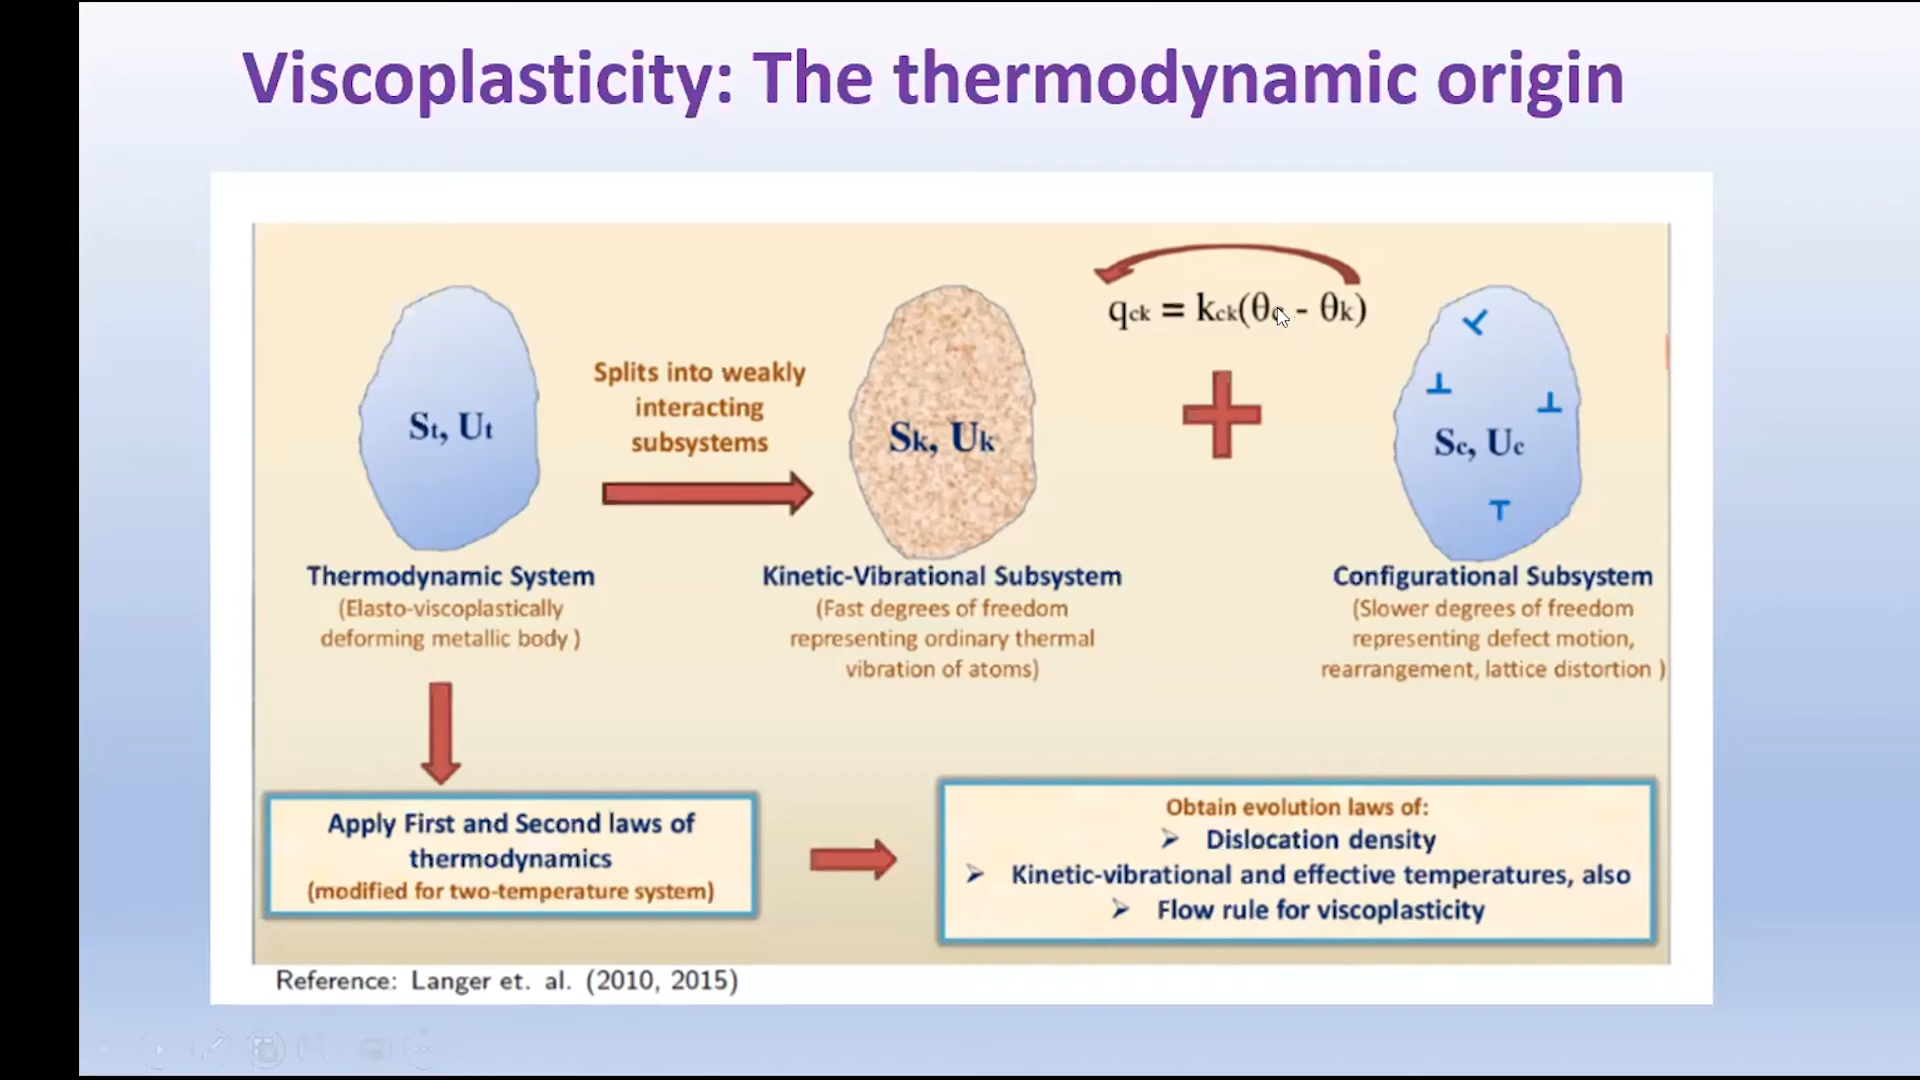 Viscoplasticity: The thermodynamic origin
qck = kck(θc - θk)
Splits into weakly
interacting
subsystems
St, Ut
Sk, Uk
Sc, Uc
Thermodynamic System
(Elasto-viscoplastically
deforming metallic body )
Kinetic-Vibrational Subsystem
(Fast degrees of freedom
representing ordinary thermal
vibration of atoms)
Configurational Subsystem
(Slower degrees of freedom
representing defect motion,
rearrangement, lattice distortion )
Apply First and Second laws of
thermodynamics
(modified for two-temperature system)
Obtain evolution laws of:
➢ Dislocation density
➢ Kinetic-vibrational and effective temperatures, also
➢ Flow rule for viscoplasticity
Reference: Langer et. al. (2010, 2015)